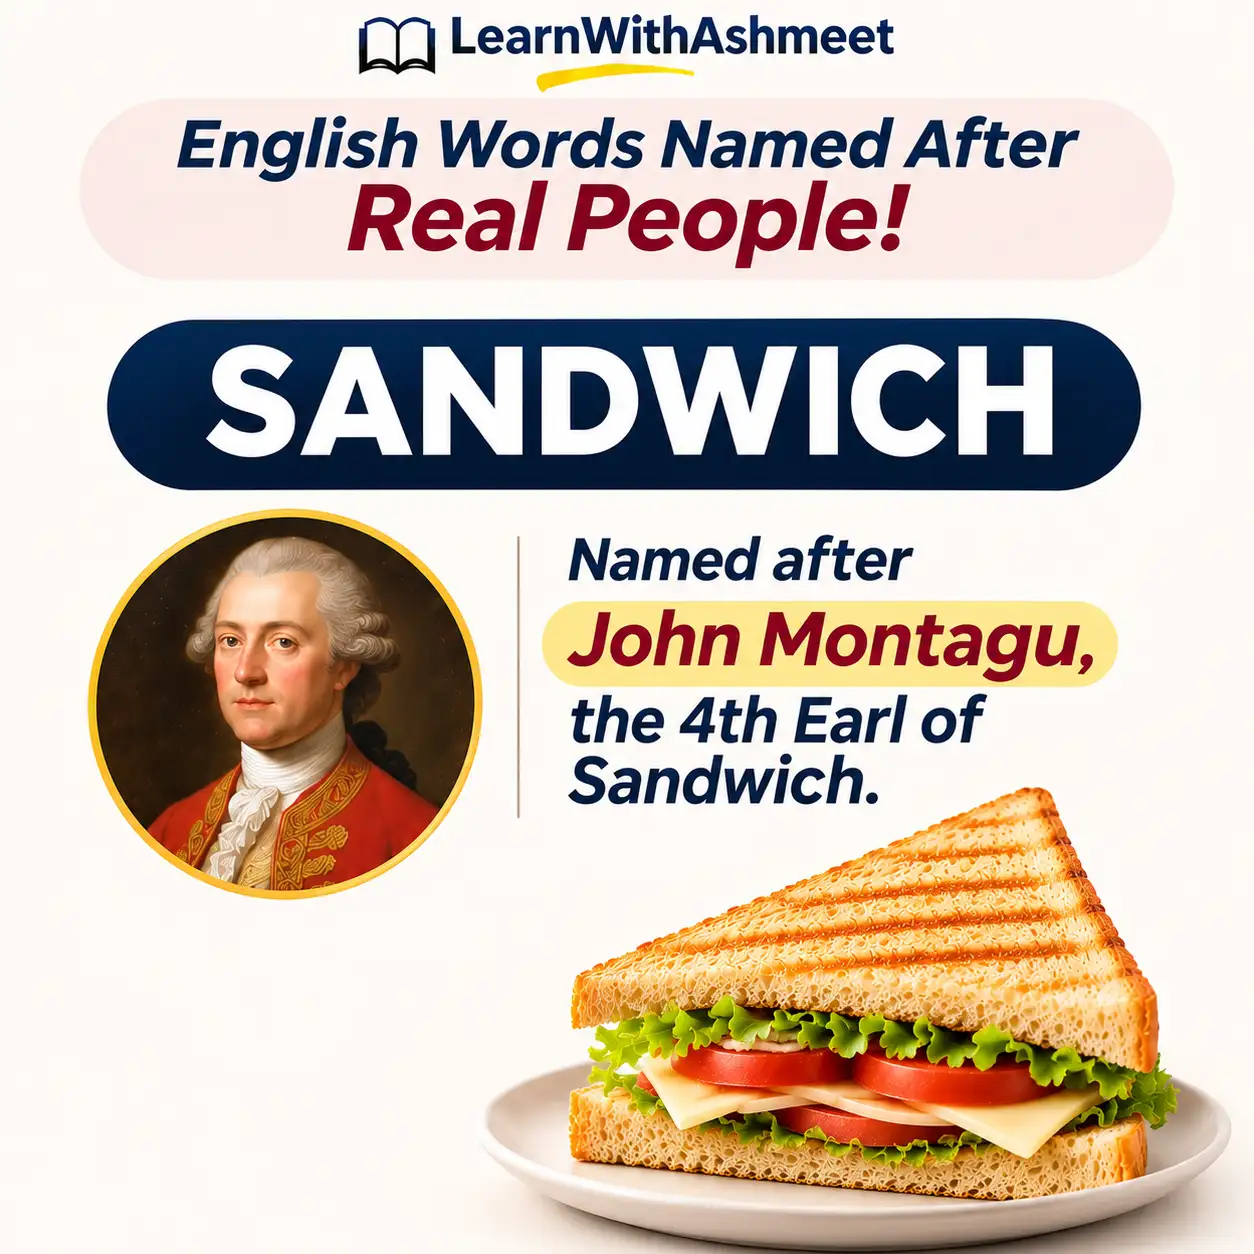 LearnWithAshmeet
English Words Named After
Real People!
SANDWICH
Named after
John Montagu,
the 4th Earl of
Sandwich.